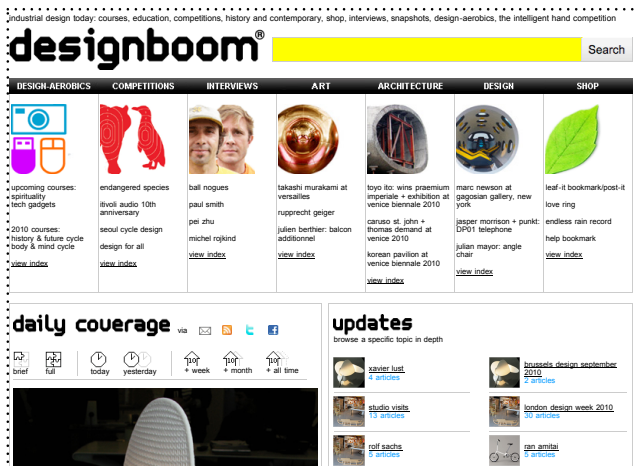 industrial design today: courses, education, competitions, history and contemporary, shop, interviews, snapshots, design-aerobics, the intelligent hand competition
designboom®
Search
DESIGN-AEROBICS COMPETITIONS INTERVIEWS ART ARCHITECTURE DESIGN SHOP
upcoming courses:
spirituality
tech gadgets
2010 courses:
history & future cycle
body & mind cycle
view index
endangered species
itivoli audio 10th
anniversary
seoul cycle design
design for all
view index
ball nogues
paul smith
pei zhu
michel rojkind
view index
takashi murakami at
versailles
rupprecht geiger
julien berthier: balcon
additionnel
view index
toyo ito: wins praemium
imperiale + exhibition at
venice biennale 2010
caruso st. john +
thomas demand at
venice 2010
korean pavilion at
venice biennale 2010
view index
marc newson at
gagosian gallery, new
york
jasper morrison + punkt:
DP01 telephone
julian mayor: angle
chair
view index
leaf-it bookmark/post-it
love ring
endless rain record
help bookmark
view index
daily coverage via
brief full today yesterday + week + month + all time
updates
browse a specific topic in depth
xavier lust
4 articles
brussels design september
2010
2 articles
studio visits
13 articles
london design week 2010
30 articles
rolf sachs
5 articles
ran amitai
5 articles